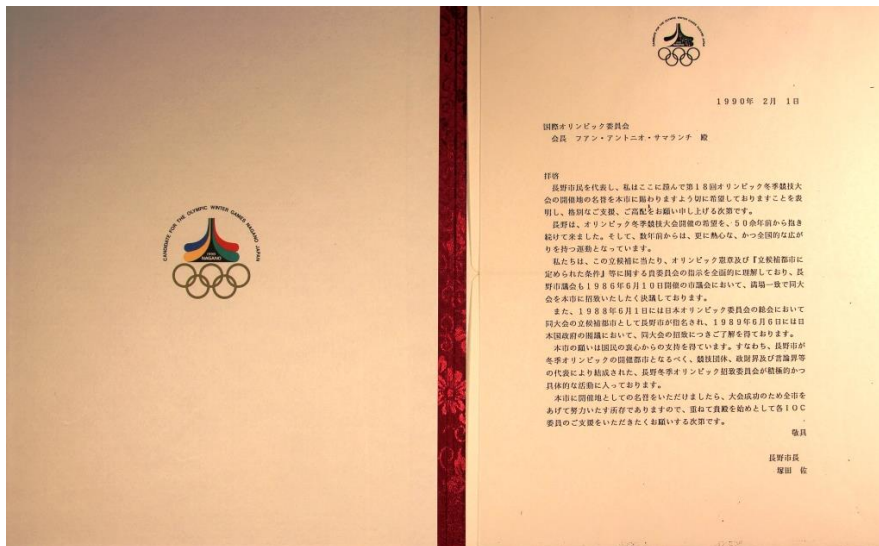 CANDIDATE FOR THE OLYMPIC WINTER GAMES NAGANO JAPAN
1998
NAGANO
CANDIDATE FOR THE OLYMPIC WINTER GAMES NAGANO JAPAN
1990年 2月 1日
国際オリンピック委員会
会長 フアン・アントニオ・サマランチ 殿
拝啓
長野市民を代表し、私はここに謹んで第18回オリンピック冬季競技大
会の開催地の名誉を本市に賜わりますよう切に希望しておりますことを表
明し、格別なご支援、ご高配をお願い申し上げる次第です。
長野は、オリンピック冬季競技大会開催の希望を、50余年前から抱き
続けて来ました。そして、数年前からは、更に熱心な、かつ全国的な広が
りを持つ運動となっています。
私たちは、この立候補に当たり、オリンピック憲章及び『立候補都市に
定められた条件』等に関する貴委員会の指示を全面的に理解しており、長
野市議会も1986年6月10日開催の市議会において、満場一致で同大
会を本市に招致いたしたく決議しております。
また、1988年6月1日には日本オリンピック委員会の総会において
同大会の立候補都市として長野市が指名され、1989年6月6日には日
本国政府の閣議において、同大会の招致につきご了解を得ております。
本市の願いは国民の衷心からの支持を得ています。すなわち、長野市が
冬季オリンピックの開催都市となるべく、競技団体、政財界及び言論界等
の代表により結成された、長野冬季オリンピック招致委員会が積極的かつ
具体的な活動に入っております。
本市に開催地としての名誉をいただけましたら、大会成功のため全市を
あげて努力いたす所存でありますので、重ねて貴殿を始めとして各IOC
委員のご支援をいただきたくお願いする次第です。
敬具
長野市長
塚田 佐